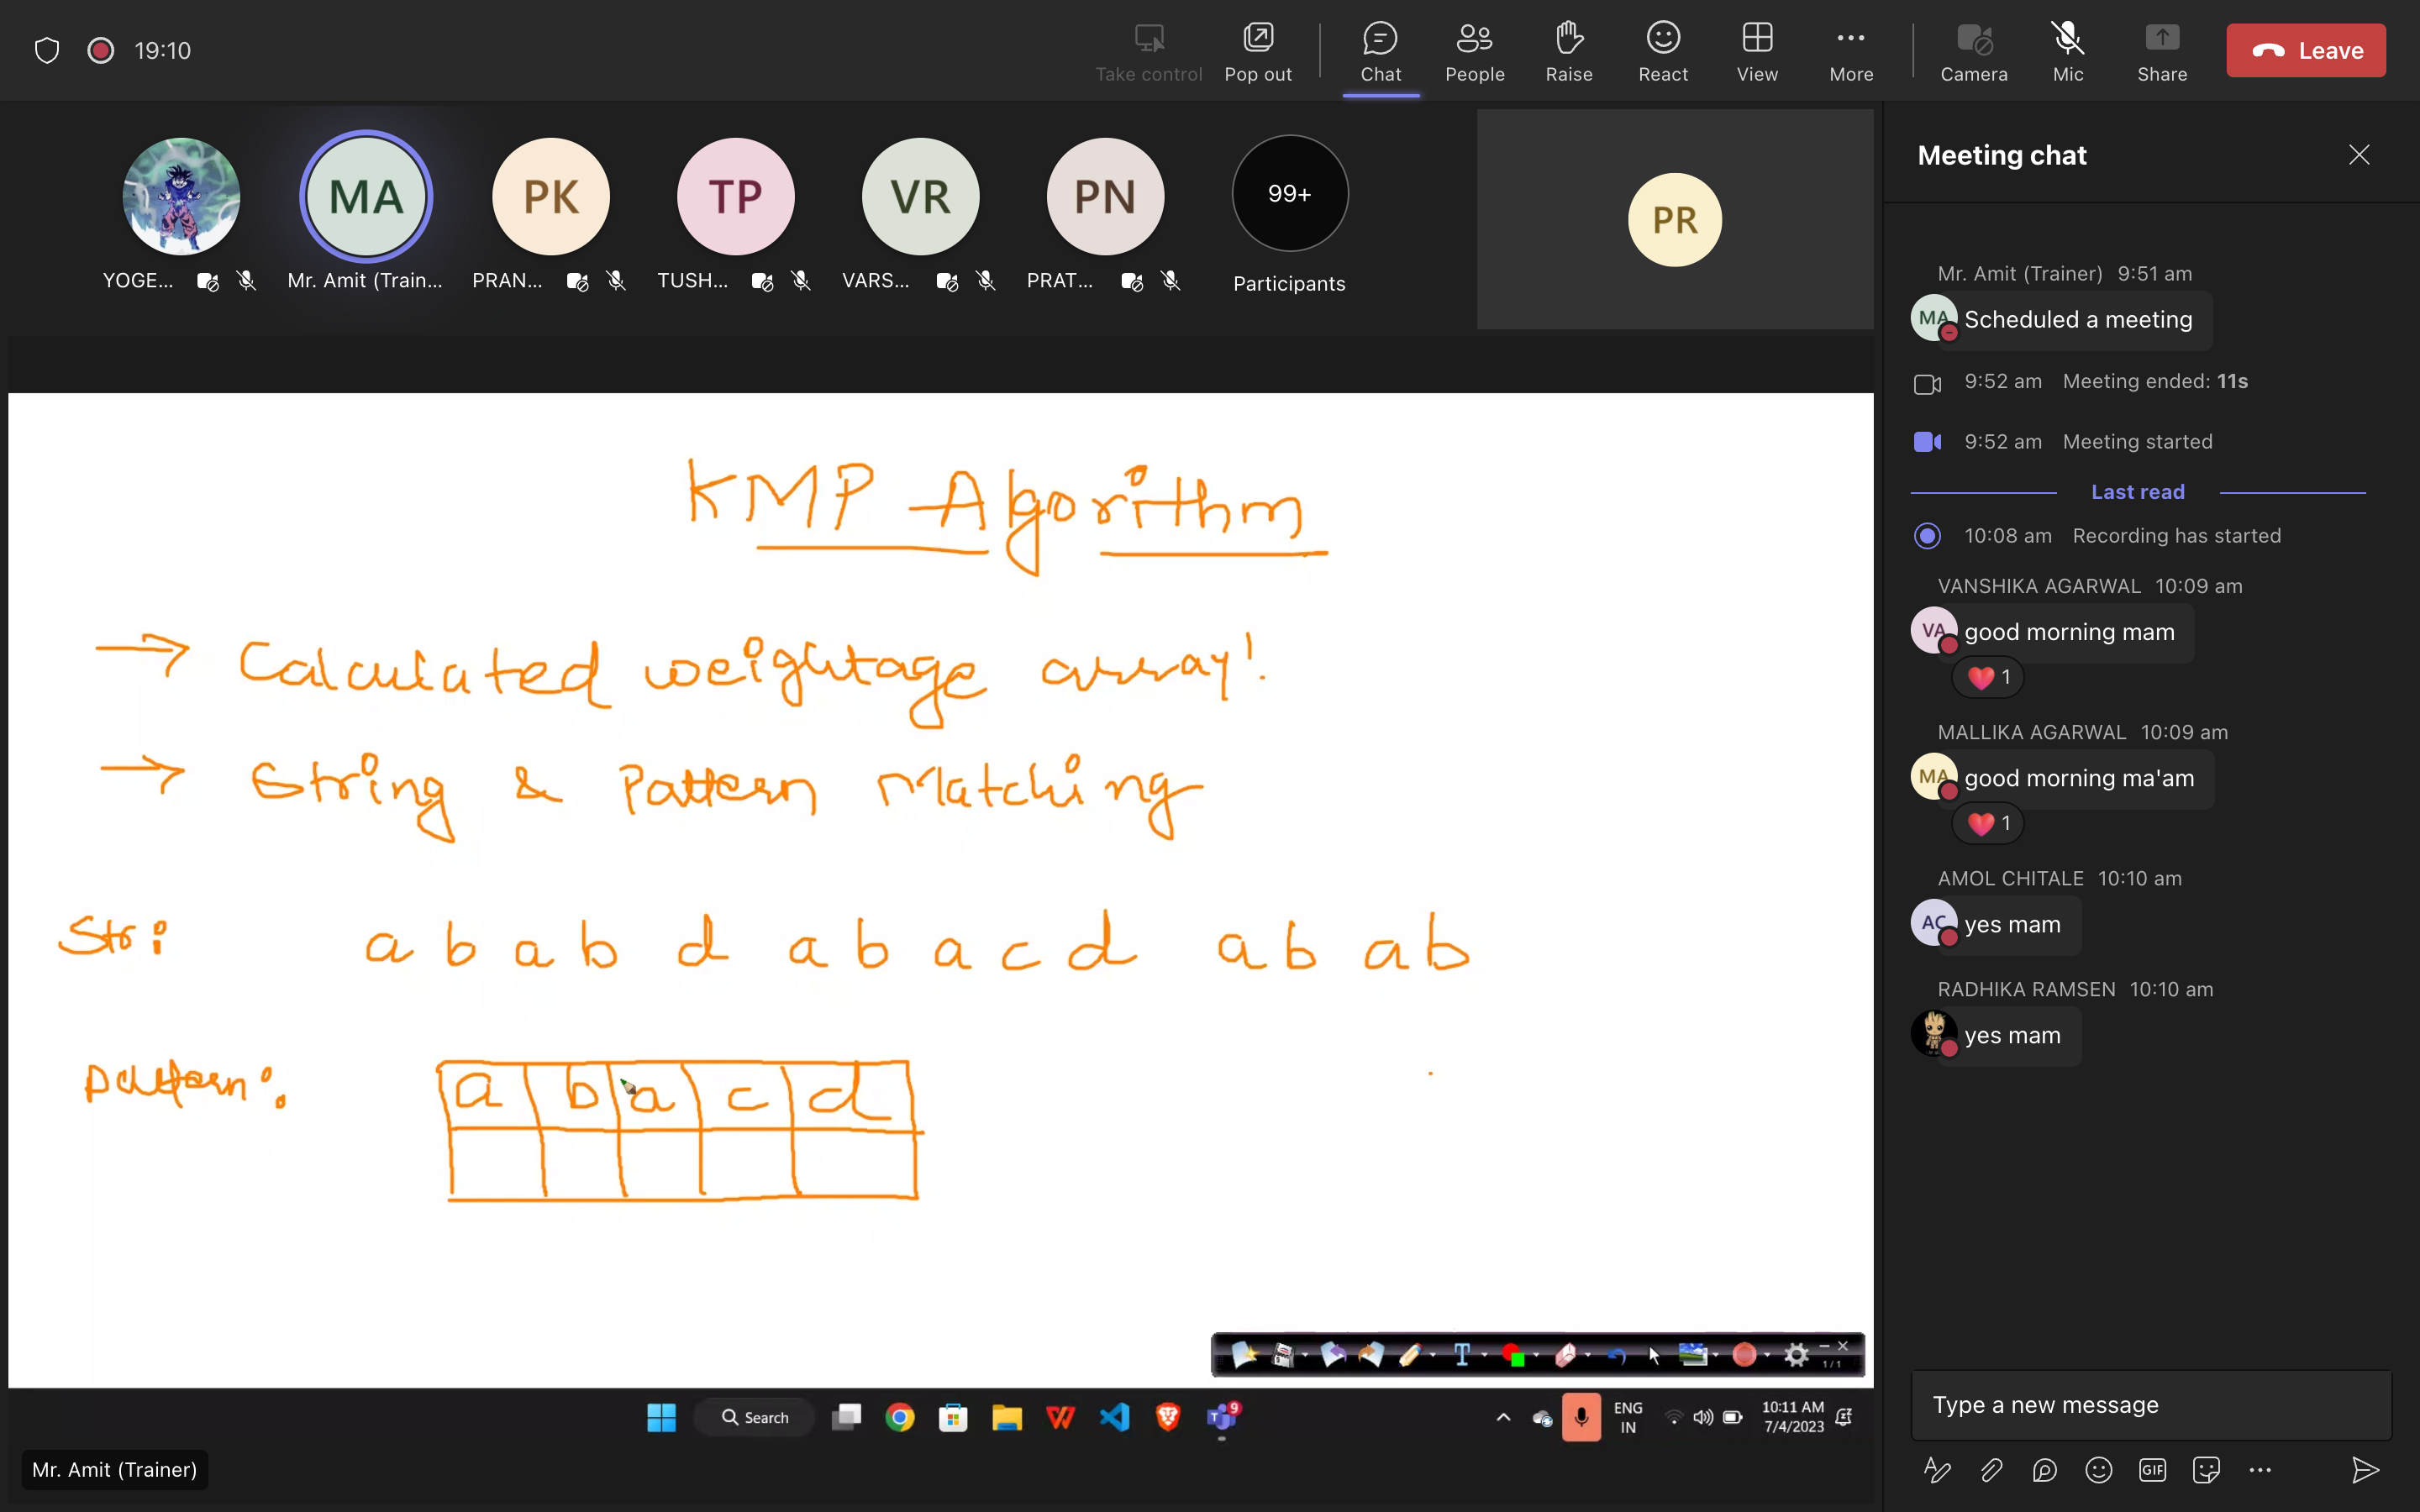 19:10
Take control Pop out Chat People Raise React View More Camera Mic Share Leave
MA PK TP VR PN 99+
YOGE... Mr. Amit (Train... PRAN... TUSH... VARS... PRAT... Participants
PR
KMP Algorithm
→ Calculated weightage array!
→ String & Pattern Matching
Str: a b a b d a b a c d a b a b
Pattern: a b a c d
T 1/1
Search
9
ENG
IN
10:11 AM
7/4/2023
Mr. Amit (Trainer)
Meeting chat
Mr. Amit (Trainer) 9:51 am
MA Scheduled a meeting
9:52 am Meeting ended: 11s
9:52 am Meeting started
Last read
10:08 am Recording has started
VANSHIKA AGARWAL 10:09 am
VA good morning mam
1
MALLIKA AGARWAL 10:09 am
MA good morning ma'am
1
AMOL CHITALE 10:10 am
AC yes mam
RADHIKA RAMSEN 10:10 am
yes mam
Type a new message
GIF